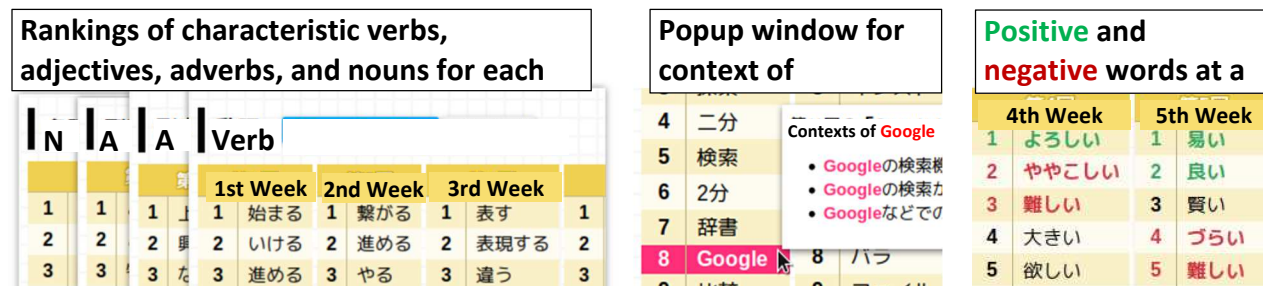 Rankings of characteristic verbs,
adjectives, adverbs, and nouns for each
N A A Verb
1st Week 2nd Week 3rd Week
1 1 1 1 始まる 1 繋がる 1 表す 1
2 2 2 2 いける 2 進める 2 表現する 2
3 3 3 な 3 進める 3 やる 3 違う 3
Popup window for
context of
4 二分
5 検索
6 2分
7 辞書
8 Google 8 バラ
Contexts of Google
• Googleの検索
• Googleの検索
• Googleなどでの
Positive and
negative words at a
4th Week 5th Week
1 よろしい 1 易い
2 ややこしい 2 良い
3 難しい 3 賢い
4 大きい 4 づらい
5 欲しい 5 難しい